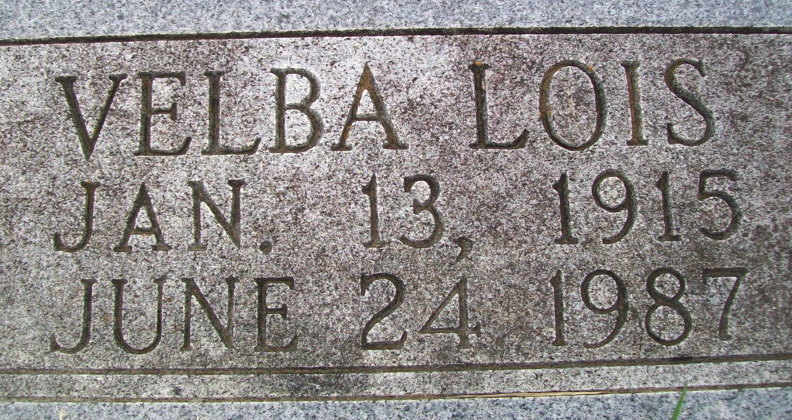 VELBA LOIS
JAN. 13, 1915
JUNE 24 1987